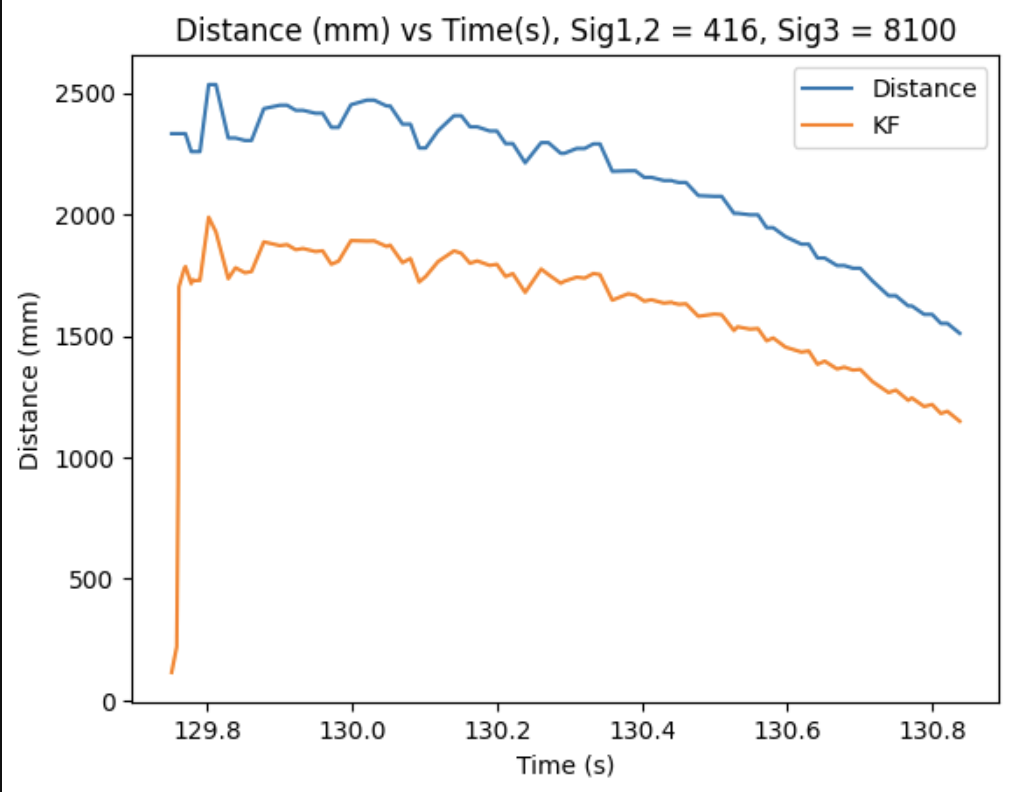 Distance (mm) vs Time(s), Sig1,2 = 416, Sig3 = 8100
Distance
KF
2500
2000
1500
1000
500
0
Distance (mm)
129.8 130.0 130.2 130.4 130.6 130.8
Time (s)